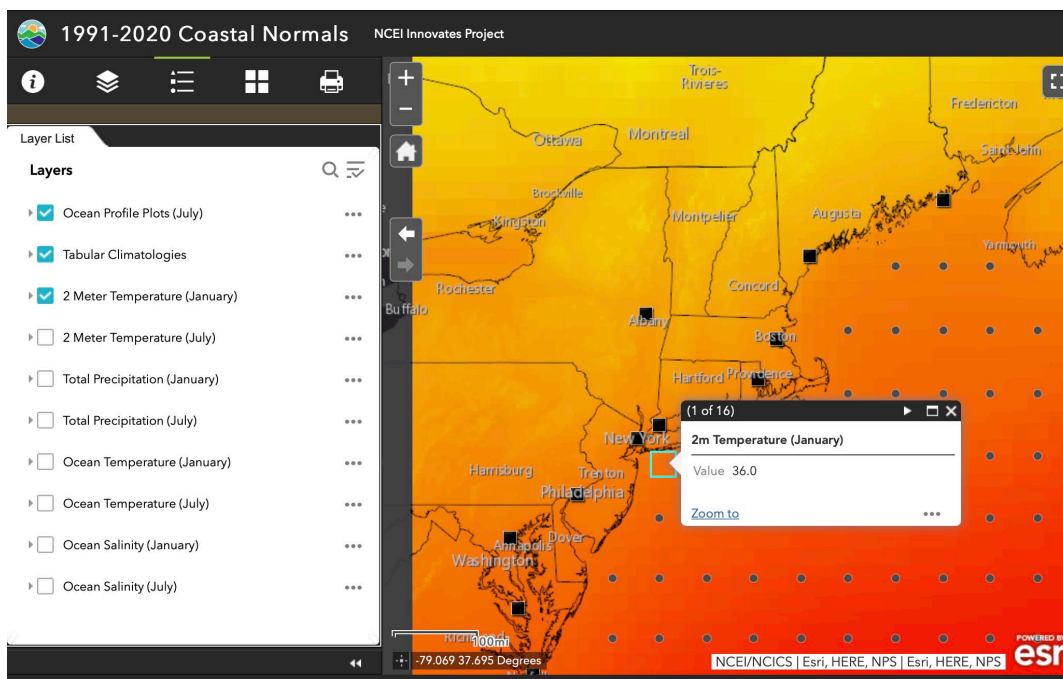 1991-2020 Coastal Normals NCEI Innovates Project
Layer List
Layers
Ocean Profile Plots (July)
Tabular Climatologies
2 Meter Temperature (January)
2 Meter Temperature (July)
Total Precipitation (January)
Total Precipitation (July)
Ocean Temperature (January)
Ocean Temperature (July)
Ocean Salinity (January)
Ocean Salinity (July)
Trois-
Rivieres
Fredericton
Ottawa
Montreal
Saint John
Brockville
Kingston
Montpelier
Augusta
Yarmouth
Rochester
Concord
Buffalo
Albany
Boston
Hartford
Providence
(1 of 16)
2m Temperature (January)
Value 36.0
Zoom to
New York
Harrisburg
Trenton
Philadelphia
Annapolis
Dover
Washington
100mi
-79.069 37.695 Degrees
NCEI/NCICS | Esri, HERE, NPS | Esri, HERE, NPS
POWERED BY
esri